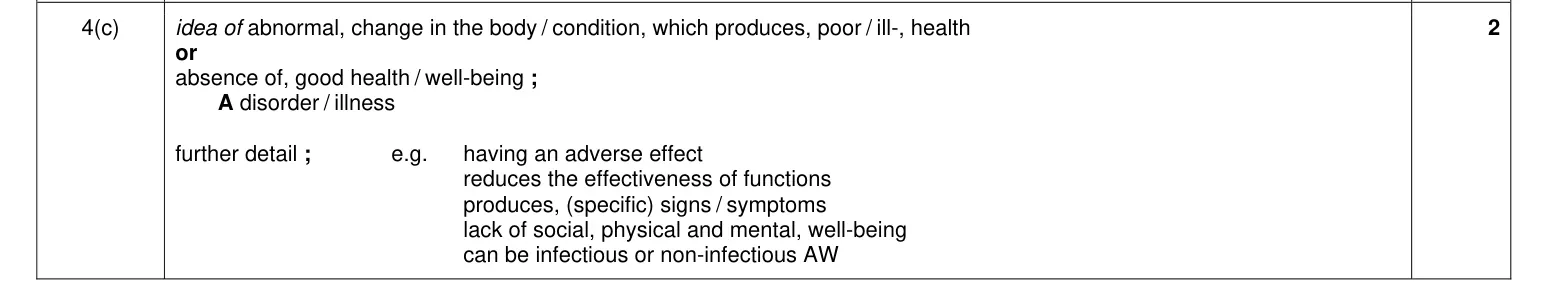 4(c) idea of abnormal, change in the body / condition, which produces, poor / ill-, health 2
or
absence of, good health / well-being ;
A disorder / illness
further detail ; e.g. having an adverse effect
reduces the effectiveness of functions
produces, (specific) signs / symptoms
lack of social, physical and mental, well-being
can be infectious or non-infectious AW